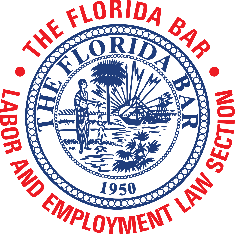 • THE FLORIDA BAR •
LABOR AND EMPLOYMENT LAW SECTION
THE FLORIDA BAR
1950